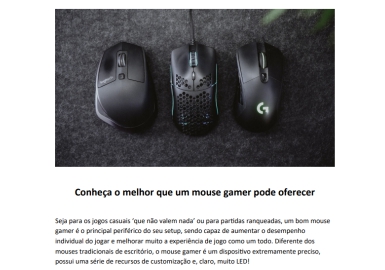 Conheça o melhor que um mouse gamer pode oferecer
Seja para os jogos casuais ‘que não valem nada’ ou para partidas ranqueadas, um bom mouse
gamer é o principal periférico do seu setup, sendo capaz de aumentar o desempenho
individual do jogar e melhorar muito a experiência de jogo como um todo. Diferente dos
mouses tradicionais de escritório, o mouse gamer é um dispositivo extremamente preciso,
possui uma série de recursos de customização e, claro, muito LED!